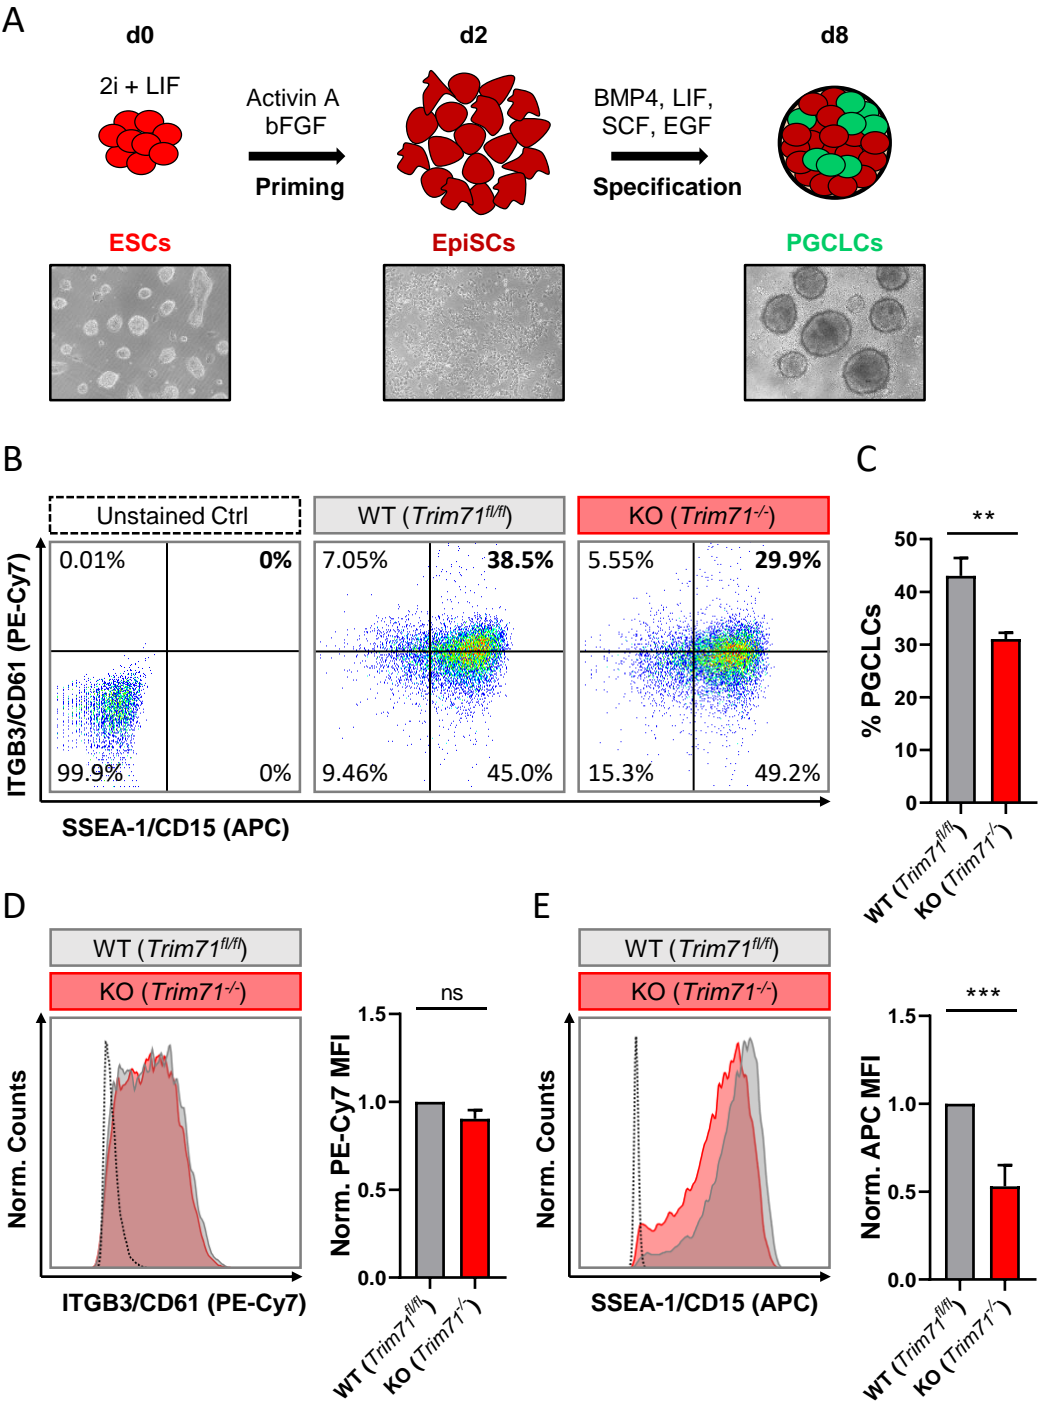 A
d0
d2
d8
2i + LIF
Activin A
bFGF
BMP4, LIF,
SCF, EGF
Priming
Specification
ESCs
EpiSCs
PGCLCs
B
Unstained Ctrl
WT (Trim71fl/fl)
KO (Trim71-/-)
ITGB3/CD61 (PE-Cy7)
0.01%
0%
99.9%
0%
7.05%
38.5%
9.46%
45.0%
5.55%
29.9%
15.3%
49.2%
SSEA-1/CD15 (APC)
C
**
% PGCLCs
50
40
30
20
10
0
WT (Trim71fl/fl)
KO (Trim71-/-)
D
WT (Trim71fl/fl)
KO (Trim71-/-)
Norm. Counts
ITGB3/CD61 (PE-Cy7)
ns
Norm. PE-Cy7 MFI
1.5
1.0
0.5
0.0
WT (Trim71fl/fl)
KO (Trim71-/-)
E
WT (Trim71fl/fl)
KO (Trim71-/-)
Norm. Counts
SSEA-1/CD15 (APC)
***
Norm. APC MFI
1.5
1.0
0.5
0.0
WT (Trim71fl/fl)
KO (Trim71-/-)